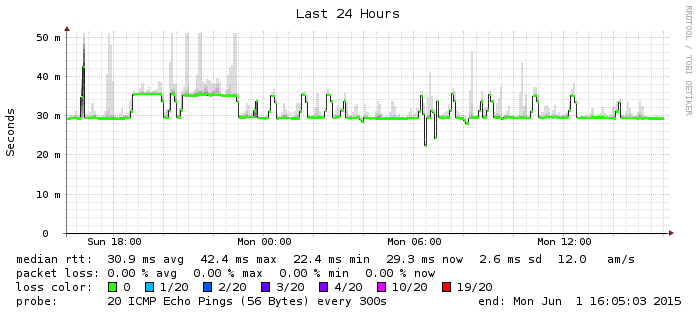 Last 24 Hours
RRDTOOL / TOBI OETIKER
Seconds
50 m
40 m
30 m
20 m
10 m
0
Sun 18:00 Mon 00:00 Mon 06:00 Mon 12:00
median rtt: 30.9 ms avg 42.4 ms max 22.4 ms min 29.3 ms now 2.6 ms sd 12.0 am/s
packet loss: 0.00 % avg 0.00 % max 0.00 % min 0.00 % now
loss color: 0 1/20 2/20 3/20 4/20 10/20 19/20
probe: 20 ICMP Echo Pings (56 Bytes) every 300s end: Mon Jun 1 16:05:03 2015